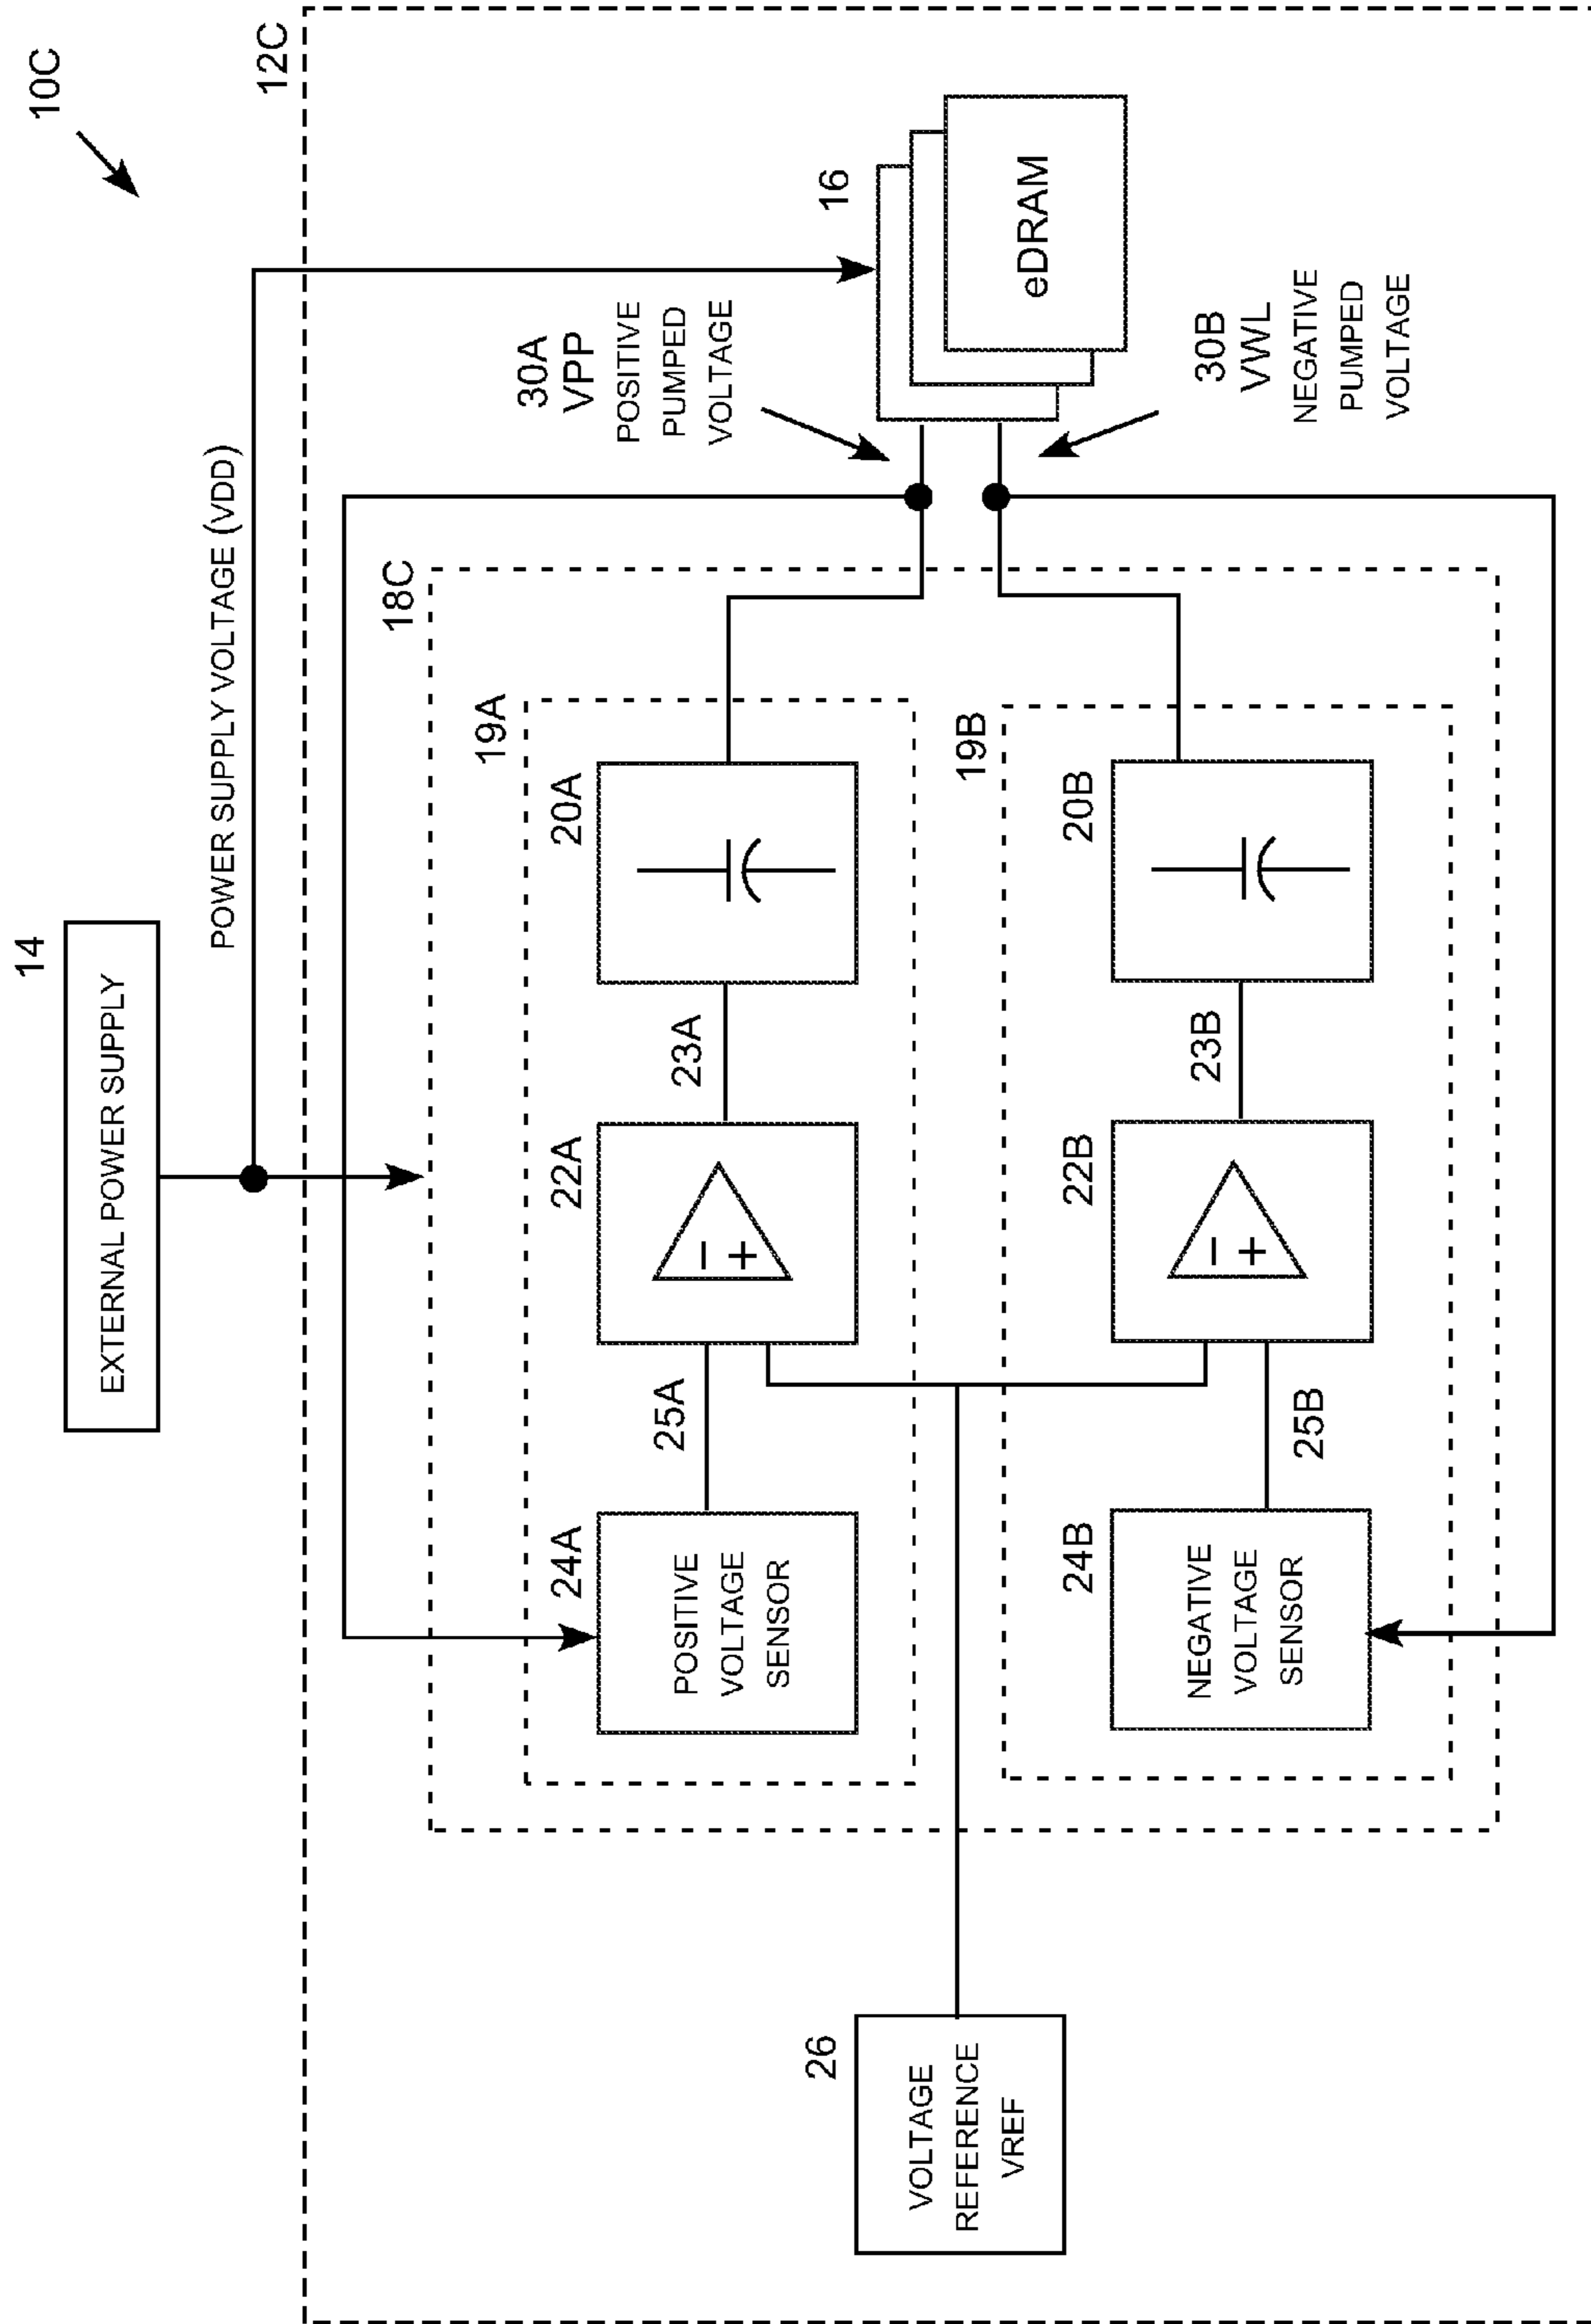 10C
14
EXTERNAL POWER SUPPLY
POWER SUPPLY VOLTAGE (VDD)
12C
18C
19A
24A
POSITIVE
VOLTAGE
SENSOR
25A
22A
−
+
23A
20A
30A
VPP
POSITIVE
PUMPED
VOLTAGE
16
eDRAM
26
VOLTAGE
REFERENCE
VREF
19B
24B
NEGATIVE
VOLTAGE
SENSOR
25B
22B
−
+
23B
20B
30B
VWL
NEGATIVE
PUMPED
VOLTAGE